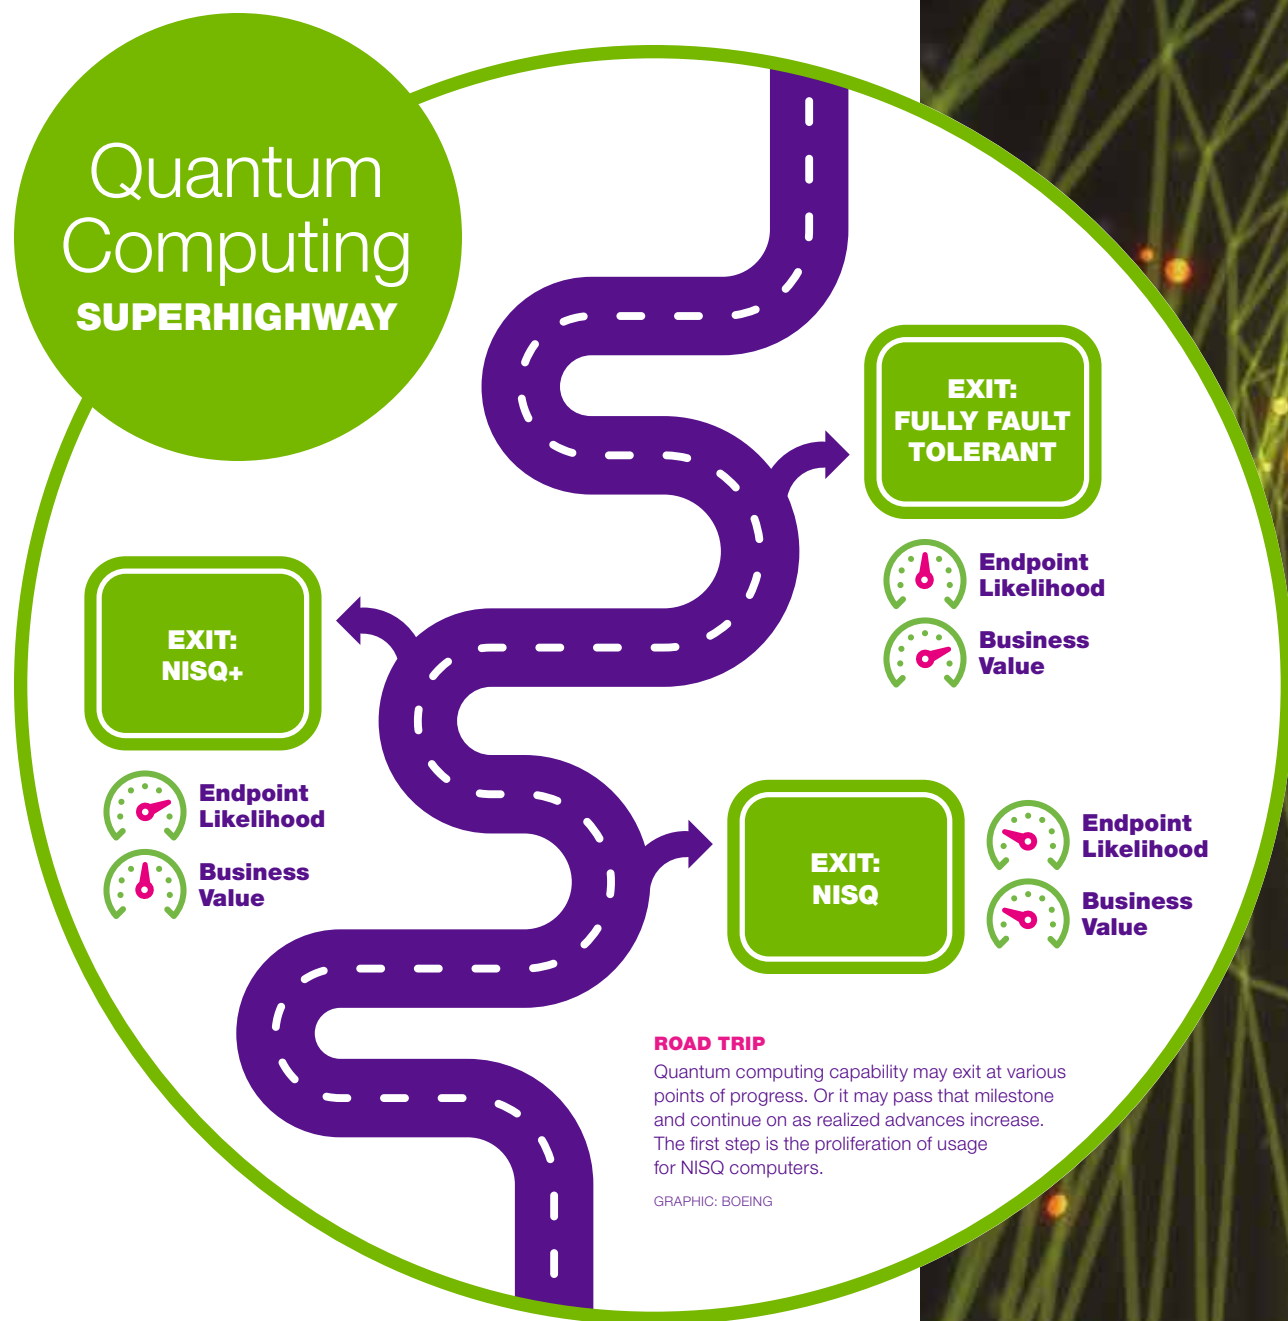 Quantum
Computing
SUPERHIGHWAY
EXIT:
FULLY FAULT
TOLERANT
Endpoint
Likelihood
Business
Value
EXIT:
NISQ+
Endpoint
Likelihood
Business
Value
EXIT:
NISQ
Endpoint
Likelihood
Business
Value
ROAD TRIP
Quantum computing capability may exit at various
points of progress. Or it may pass that milestone
and continue on as realized advances increase.
The first step is the proliferation of usage
for NISQ computers.
GRAPHIC: BOEING